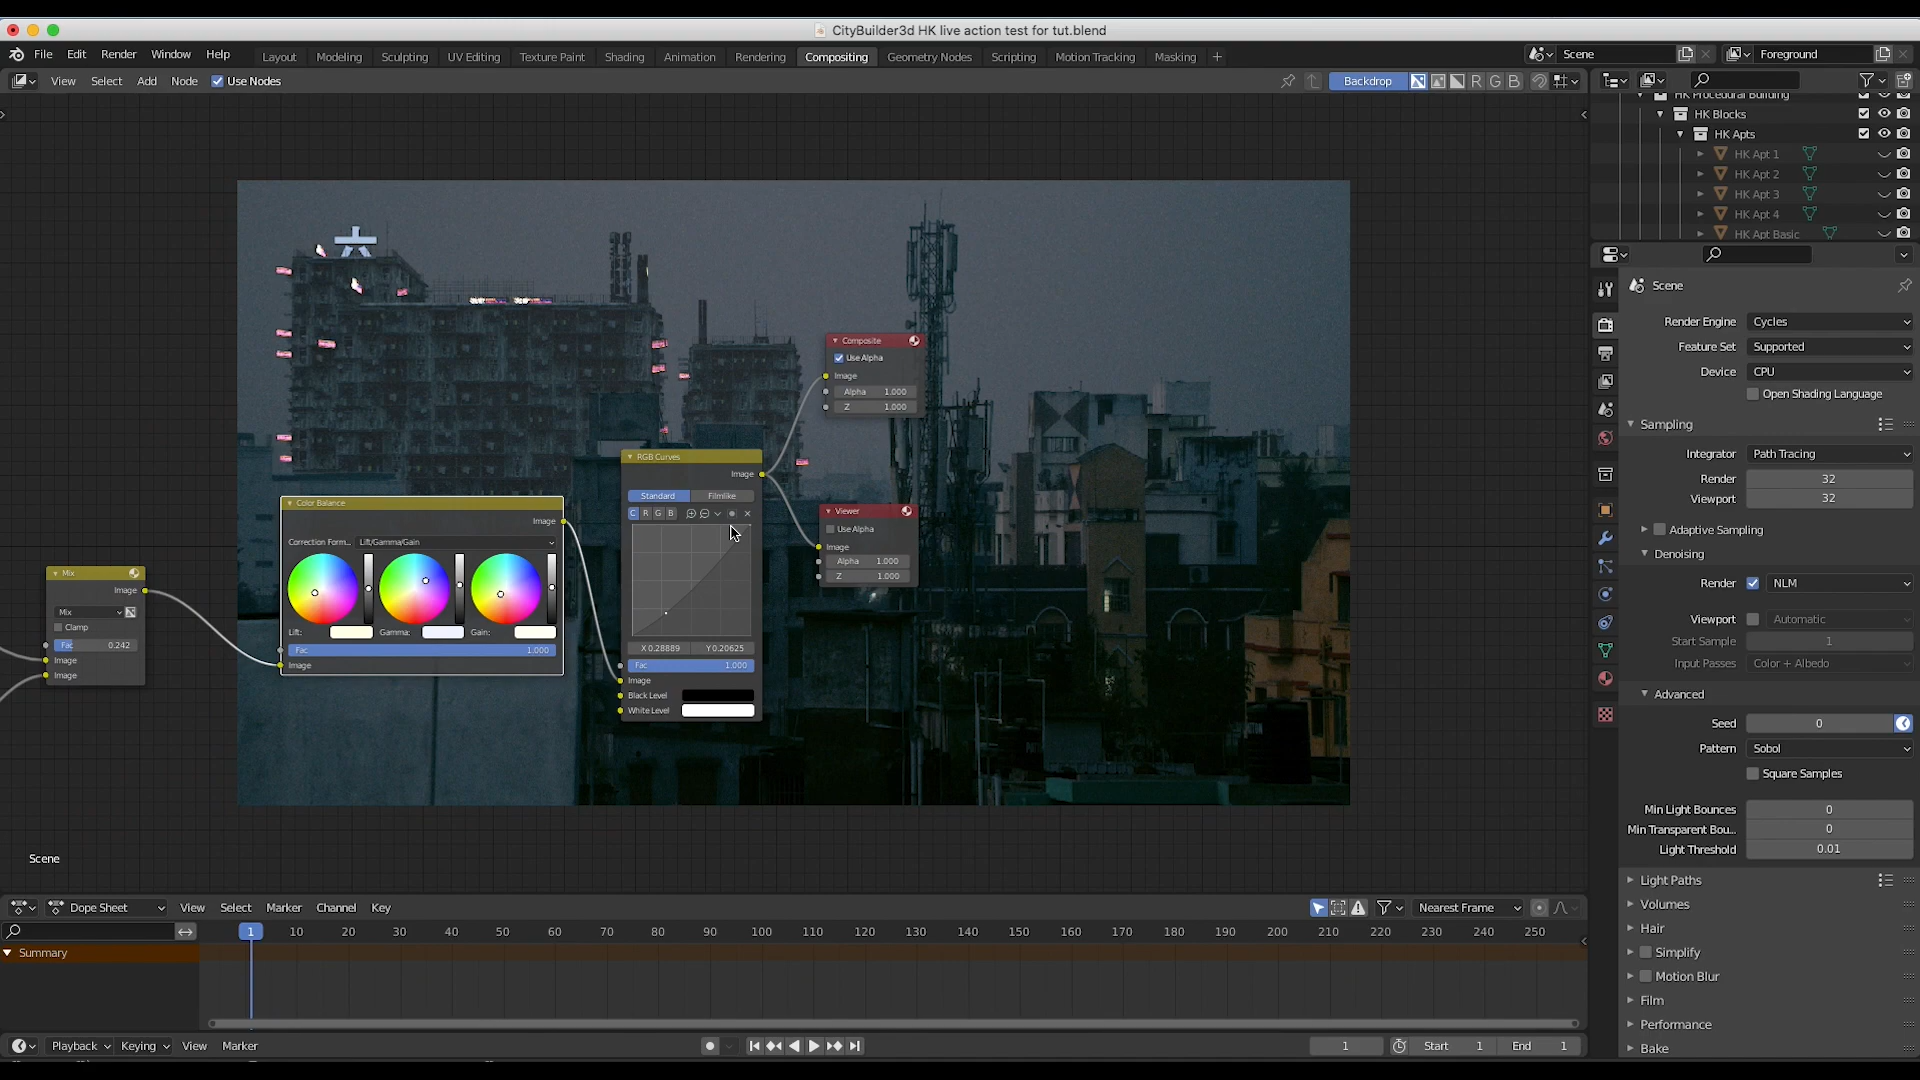 CityBuilder3d HK live action test for tut.blend
File Edit Render Window Help Layout Modeling Sculpting UV Editing Texture Paint Shading Animation Rendering Compositing Geometry Nodes Scripting Motion Tracking Masking + Scene Foreground
View Select Add Node Use Nodes Backdrop R G B
HK Procedural Building
HK Blocks
HK Apts
HK Apt 1
HK Apt 2
HK Apt 3
HK Apt 4
HK Apt Basic
Scene
Render Engine Cycles
Feature Set Supported
Device CPU
Open Shading Language
Sampling
Integrator Path Tracing
Render 32
Viewport 32
Adaptive Sampling
Denoising
Render NLM
Viewport Automatic
Start Sample 1
Input Passes Color + Albedo
Advanced
Seed 0
Pattern Sobol
Square Samples
Min Light Bounces 0
Min Transparent Bou... 0
Light Threshold 0.01
Light Paths
Volumes
Hair
Simplify
Motion Blur
Film
Performance
Bake
六
Composite
Use Alpha
Image
Alpha 1.000
Z 1.000
RGB Curves
Image
Standard Filmlike
C R G B
X 0.28889 Y 0.20625
Fac 1.000
Image
Black Level
White Level
Viewer
Use Alpha
Image
Alpha 1.000
Z 1.000
Color Balance
Image
Correction Form... Lift/Gamma/Gain
Lift: Gamma: Gain:
Fac 1.000
Image
Mix
Image
Mix
Clamp
Fac 0.242
Image
Image
Scene
Dope Sheet View Select Marker Channel Key Nearest Frame
1 10 20 30 40 50 60 70 80 90 100 110 120 130 140 150 160 170 180 190 200 210 220 230 240 250
Summary
Playback Keying View Marker 1 Start 1 End 1